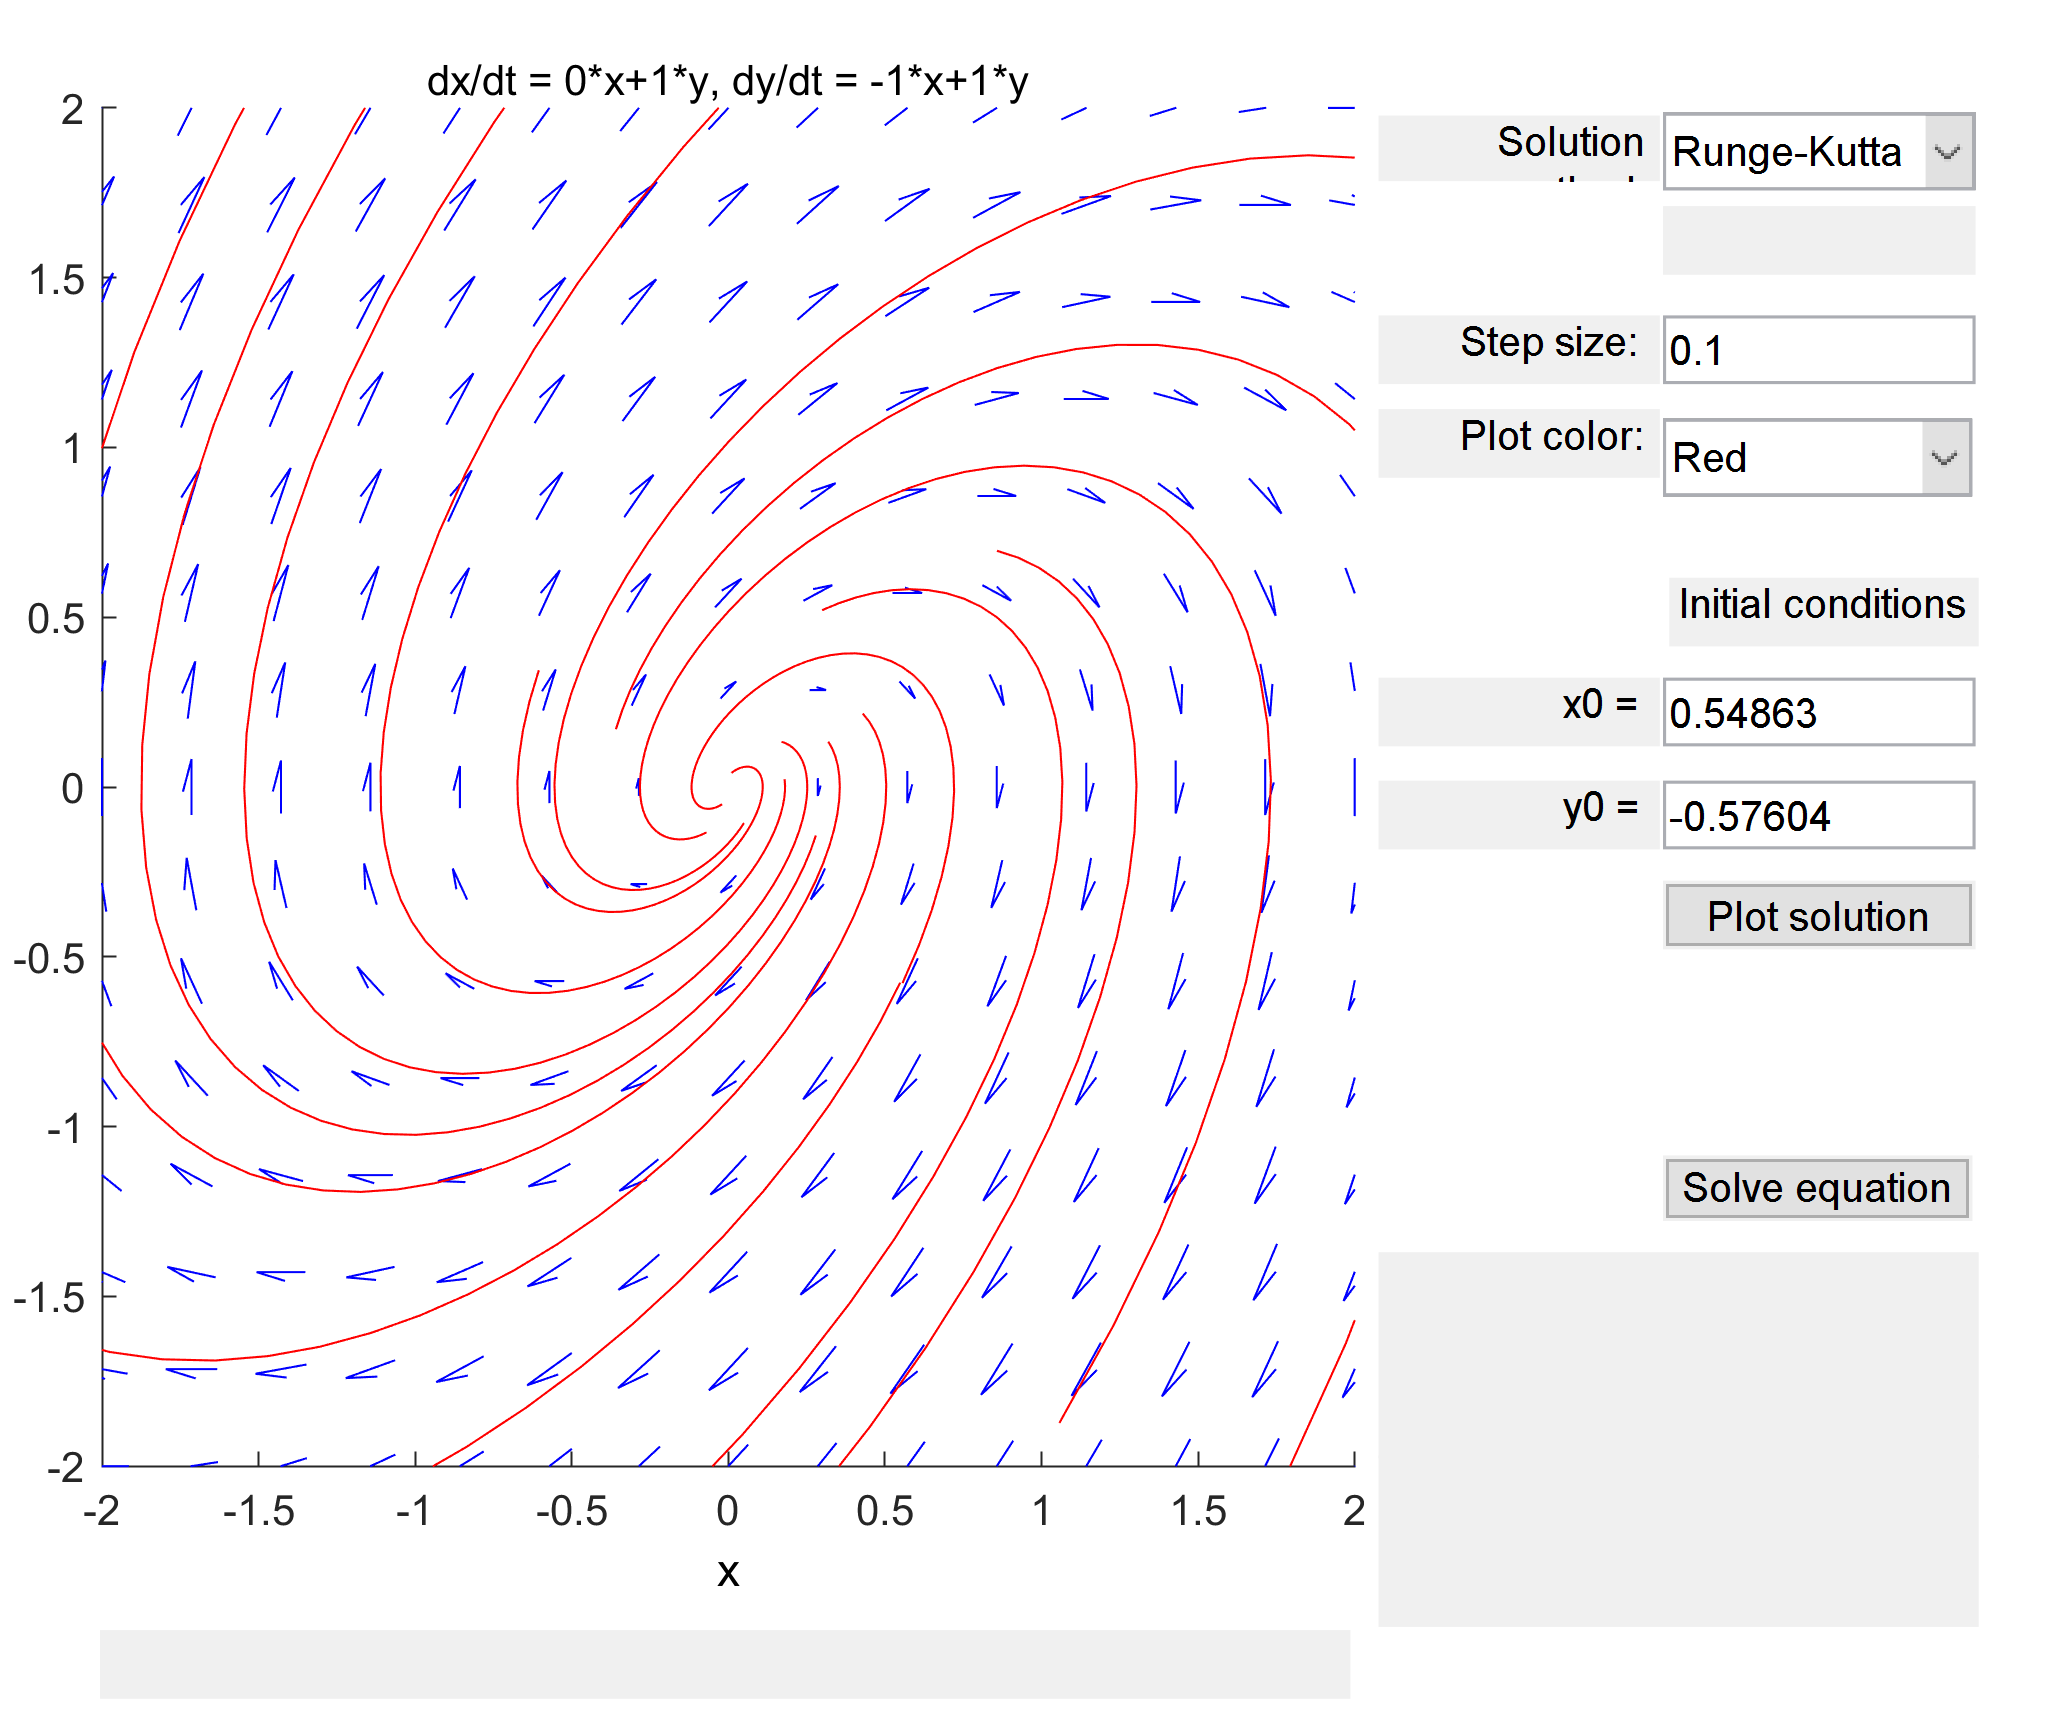 dx/dt = 0*x+1*y, dy/dt = -1*x+1*y
2
1.5
1
0.5
0
-0.5
-1
-1.5
-2
-2
-1.5
-1
-0.5
0
0.5
1
1.5
2
x
Solution
Runge-Kutta
Step size:
0.1
Plot color:
Red
Initial conditions
x0 =
0.54863
y0 =
-0.57604
Plot solution
Solve equation